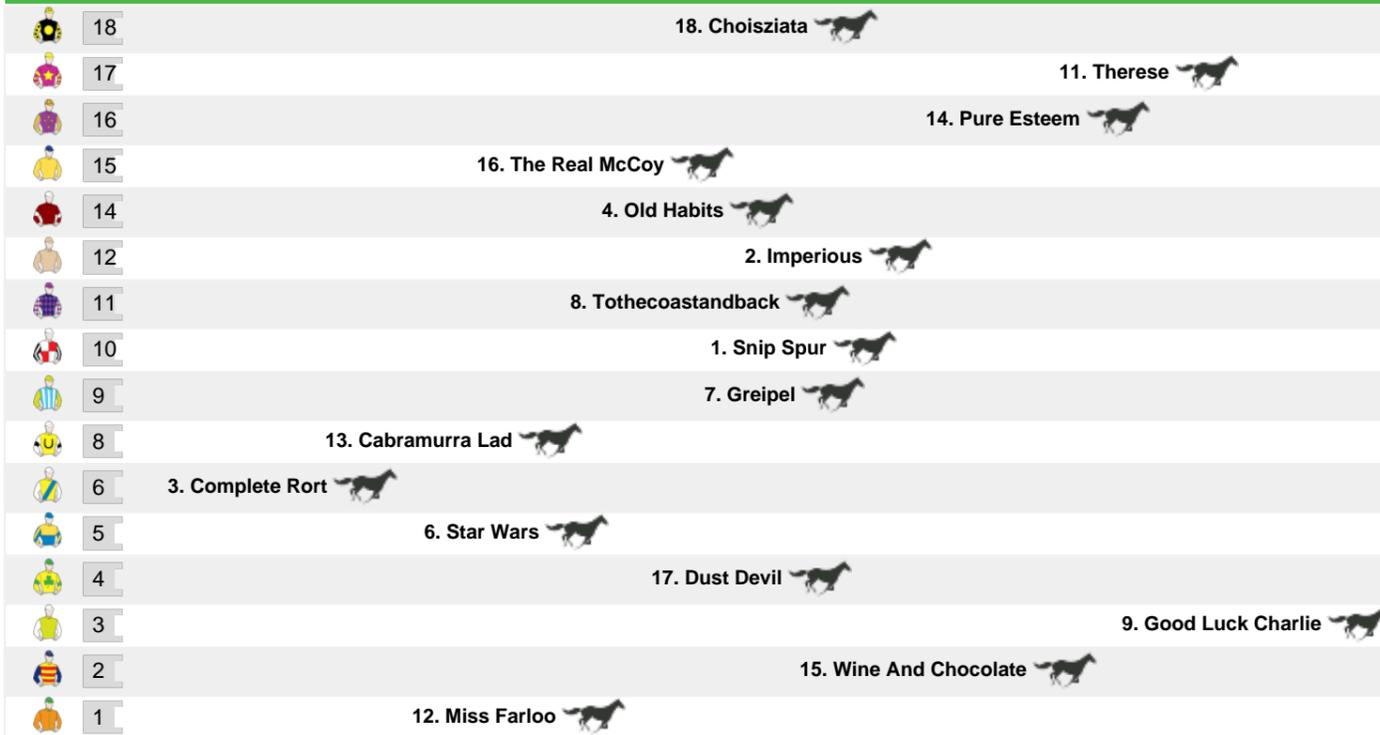 18 18. Choisziata
17 11. Therese
16 14. Pure Esteem
15 16. The Real McCoy
14 4. Old Habits
12 2. Imperious
11 8. Tothecoastandback
10 1. Snip Spur
9 7. Greipel
8 13. Cabramurra Lad
6 3. Complete Rort
5 6. Star Wars
4 17. Dust Devil
3 9. Good Luck Charlie
2 15. Wine And Chocolate
1 12. Miss Farloo